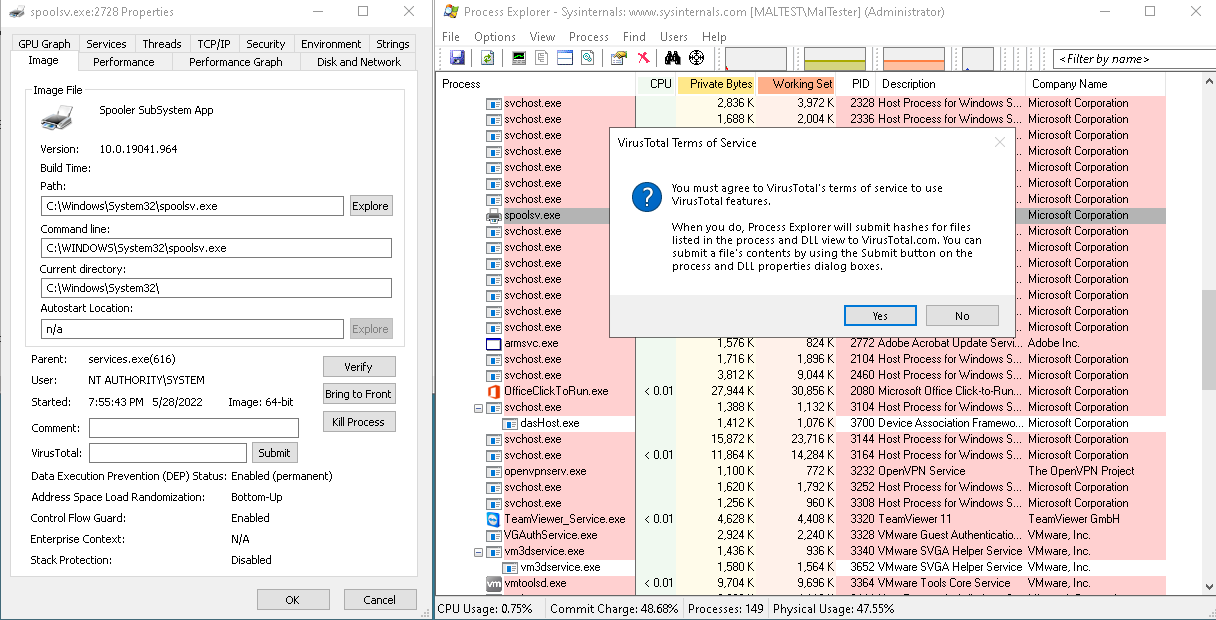 spoolsv.exe:2728 Properties
GPU Graph Services Threads TCP/IP Security Environment Strings
Image Performance Performance Graph Disk and Network
Image File
Spooler SubSystem App
Version: 10.0.19041.964
Build Time:
Path:
C:\Windows\System32\spoolsv.exe Explore
Command line:
C:\WINDOWS\System32\spoolsv.exe
Current directory:
C:\Windows\System32\
Autostart Location:
n/a Explore
Parent: services.exe(616)
Verify
User: NT AUTHORITY\SYSTEM
Bring to Front
Started: 7:55:43 PM 5/28/2022 Image: 64-bit
Kill Process
Comment:
VirusTotal: Submit
Data Execution Prevention (DEP) Status: Enabled (permanent)
Address Space Load Randomization: Bottom-Up
Control Flow Guard: Enabled
Enterprise Context: N/A
Stack Protection: Disabled
OK Cancel
Process Explorer - Sysinternals: www.sysinternals.com [MALTEST\MalTester] (Administrator)
File Options View Process Find Users Help
<Filter by name>
Process CPU Private Bytes Working Set PID Description Company Name
svchost.exe 2,836 K 3,972 K 2328 Host Process for Windows S... Microsoft Corporation
svchost.exe 1,688 K 2,004 K 2336 Host Process for Windows S... Microsoft Corporation
svchost.exe Microsoft Corporation
svchost.exe Microsoft Corporation
svchost.exe Microsoft Corporation
svchost.exe Microsoft Corporation
svchost.exe Microsoft Corporation
spoolsv.exe Microsoft Corporation
svchost.exe Microsoft Corporation
svchost.exe Microsoft Corporation
svchost.exe Microsoft Corporation
svchost.exe Microsoft Corporation
svchost.exe Microsoft Corporation
svchost.exe Microsoft Corporation
svchost.exe Microsoft Corporation
armsvc.exe 1,576 K 824 K 2772 Adobe Acrobat Update Servi... Adobe Inc.
svchost.exe 1,716 K 1,896 K 2104 Host Process for Windows S... Microsoft Corporation
svchost.exe 3,812 K 9,044 K 2460 Host Process for Windows S... Microsoft Corporation
OfficeClickToRun.exe < 0.01 27,944 K 30,856 K 2080 Microsoft Office Click-to-Run... Microsoft Corporation
svchost.exe 1,388 K 1,132 K 3104 Host Process for Windows S... Microsoft Corporation
dasHost.exe 1,412 K 1,076 K 3700 Device Association Framewo... Microsoft Corporation
svchost.exe 15,872 K 23,716 K 3144 Host Process for Windows S... Microsoft Corporation
svchost.exe < 0.01 11,864 K 14,284 K 3164 Host Process for Windows S... Microsoft Corporation
openvpnserv.exe 1,100 K 772 K 3232 OpenVPN Service The OpenVPN Project
svchost.exe 1,620 K 1,792 K 3252 Host Process for Windows S... Microsoft Corporation
svchost.exe 1,256 K 960 K 3308 Host Process for Windows S... Microsoft Corporation
TeamViewer_Service.exe < 0.01 4,628 K 4,408 K 3320 TeamViewer 11 TeamViewer GmbH
VGAuthService.exe 2,924 K 2,240 K 3328 VMware Guest Authenticatio... VMware, Inc.
vm3dservice.exe 1,436 K 936 K 3340 VMware SVGA Helper Service VMware, Inc.
vm3dservice.exe 1,580 K 1,564 K 3652 VMware SVGA Helper Service VMware, Inc.
vmtoolsd.exe < 0.01 9,704 K 9,696 K 3364 VMware Tools Core Service VMware, Inc.
CPU Usage: 0.75% Commit Charge: 48.68% Processes: 149 Physical Usage: 47.55%
VirusTotal Terms of Service
You must agree to VirusTotal's terms of service to use
VirusTotal features.
When you do, Process Explorer will submit hashes for files
listed in the process and DLL view to VirusTotal.com. You can
submit a file's contents by using the Submit button on the
process and DLL properties dialog boxes.
Yes No